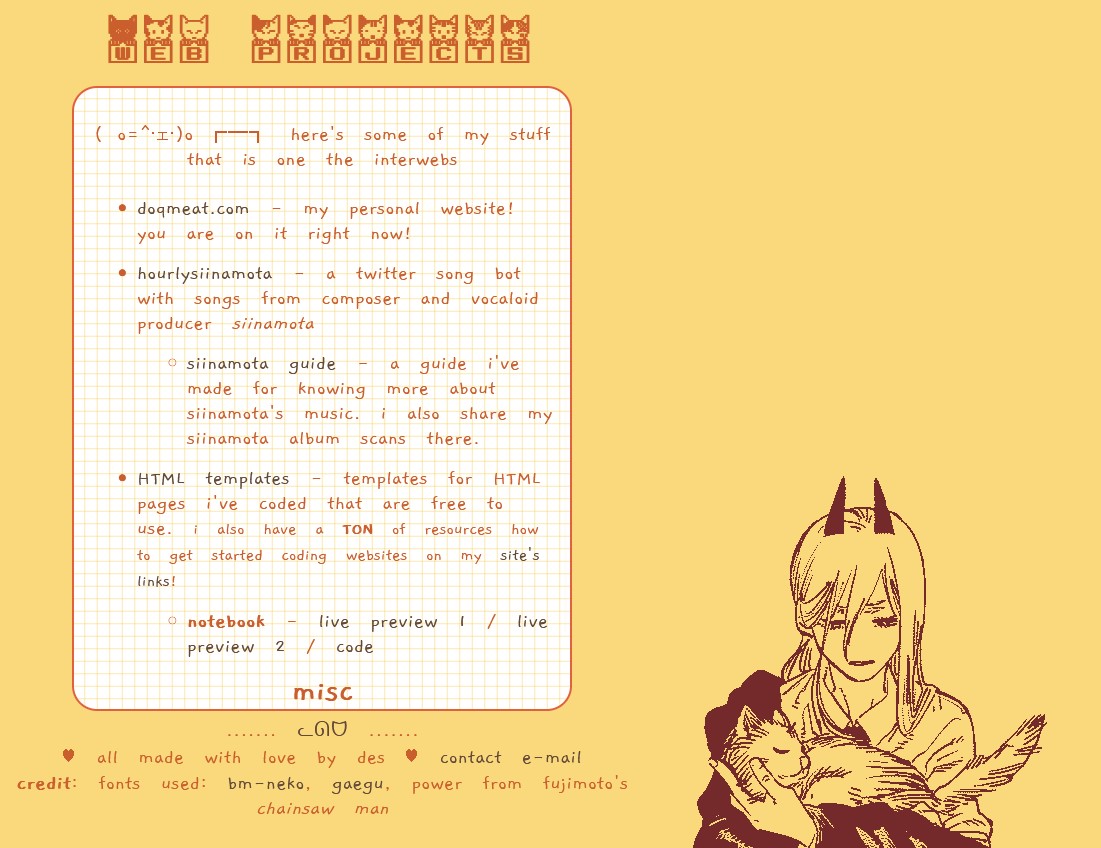 WEB PROJECTS
( o=^·ェ·)o ┏━━┓ here's some of my stuff
that is one the interwebs
• doqmeat.com - my personal website!
you are on it right now!
• hourlysiinamota - a twitter song bot
with songs from composer and vocaloid
producer siinamota
○ siinamota guide - a guide i've
made for knowing more about
siinamota's music. i also share my
siinamota album scans there.
• HTML templates - templates for HTML
pages i've coded that are free to
use. i also have a TON of resources how
to get started coding websites on my site's
links!
○ notebook - live preview 1 / live
preview 2 / code
misc
....... ᓚᘏᗢ .......
♥ all made with love by des ♥ contact e-mail
credit: fonts used: bm-neko, gaegu, power from fujimoto's
chainsaw man